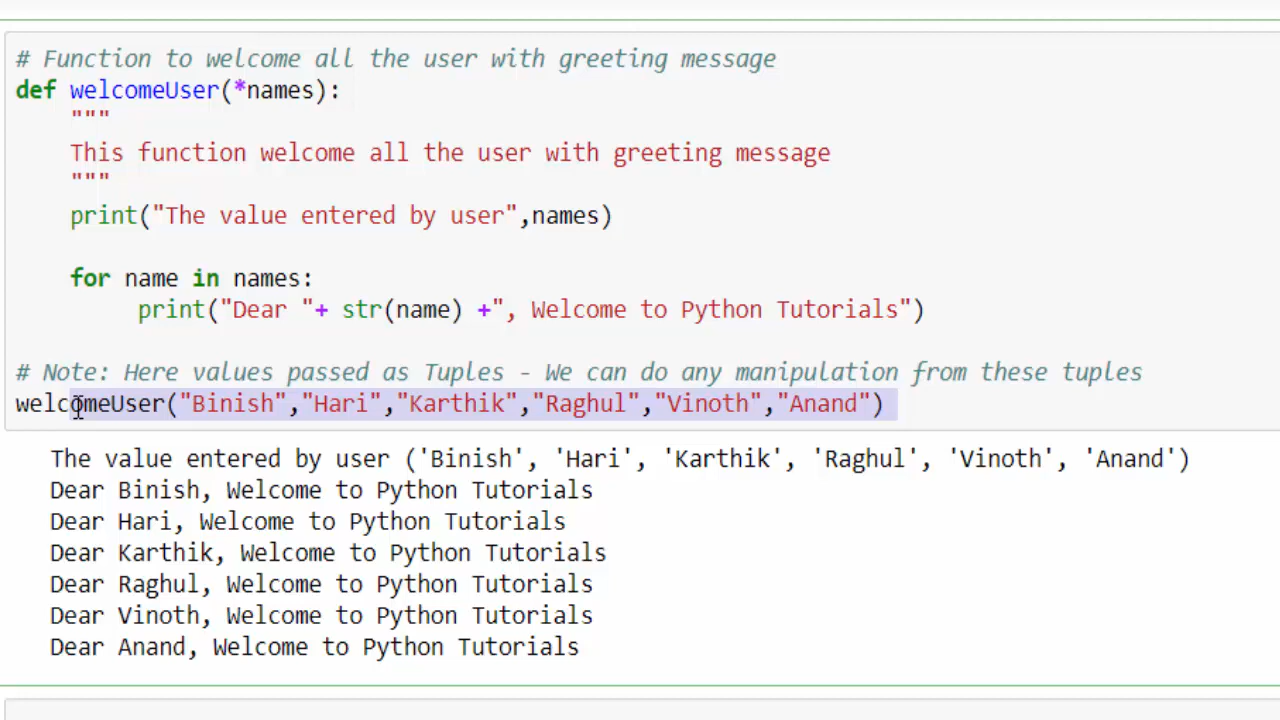 # Function to welcome all the user with greeting message
def welcomeUser(*names):
"""
This function welcome all the user with greeting message
"""
print("The value entered by user",names)
for name in names:
print("Dear "+ str(name) +", Welcome to Python Tutorials")
# Note: Here values passed as Tuples - We can do any manipulation from these tuples
welcomeUser("Binish","Hari","Karthik","Raghul","Vinoth","Anand")
The value entered by user ('Binish', 'Hari', 'Karthik', 'Raghul', 'Vinoth', 'Anand')
Dear Binish, Welcome to Python Tutorials
Dear Hari, Welcome to Python Tutorials
Dear Karthik, Welcome to Python Tutorials
Dear Raghul, Welcome to Python Tutorials
Dear Vinoth, Welcome to Python Tutorials
Dear Anand, Welcome to Python Tutorials